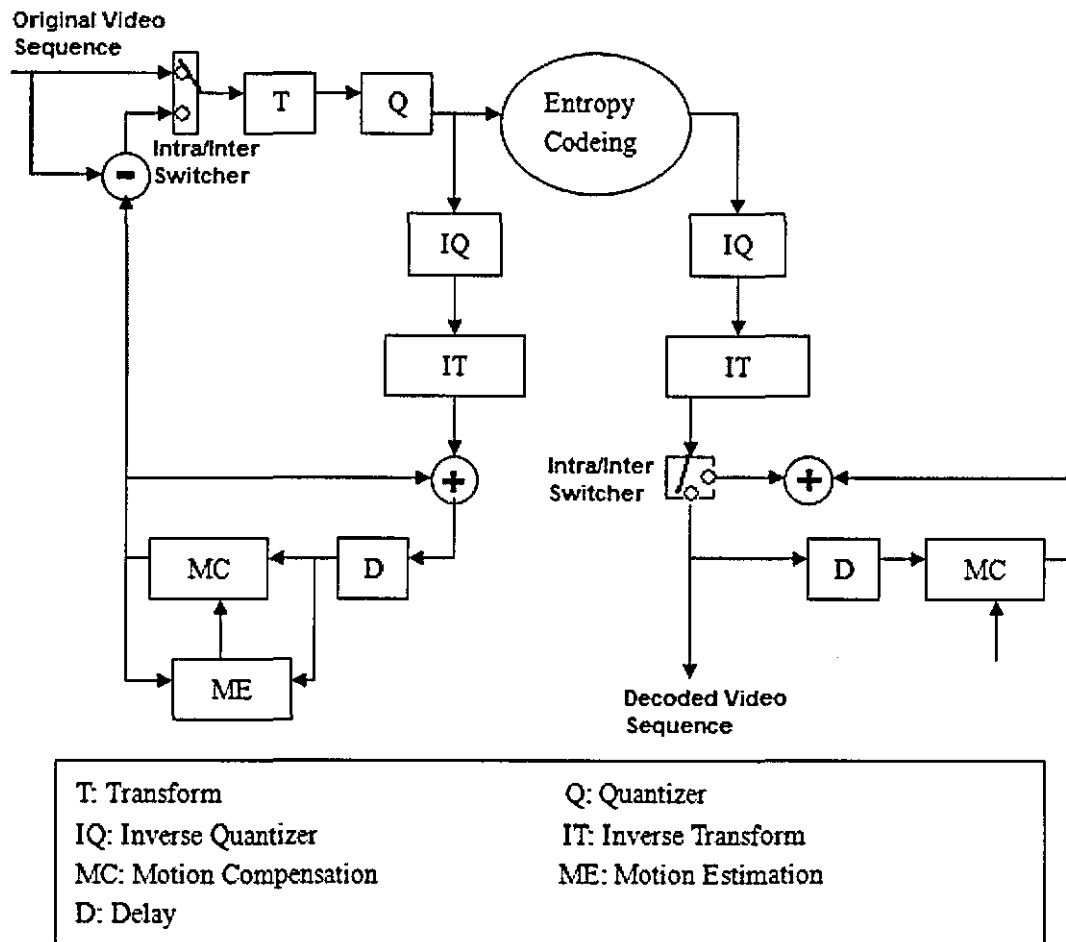 Original Video
Sequence
T
Q
Entropy
Codeing
Intra/Inter
Switcher
-
IQ
IQ
IT
IT
+
Intra/Inter
Switcher
+
MC
D
D
MC
ME
Decoded Video
Sequence
T: Transform
Q: Quantizer
IQ: Inverse Quantizer
IT: Inverse Transform
MC: Motion Compensation
ME: Motion Estimation
D: Delay